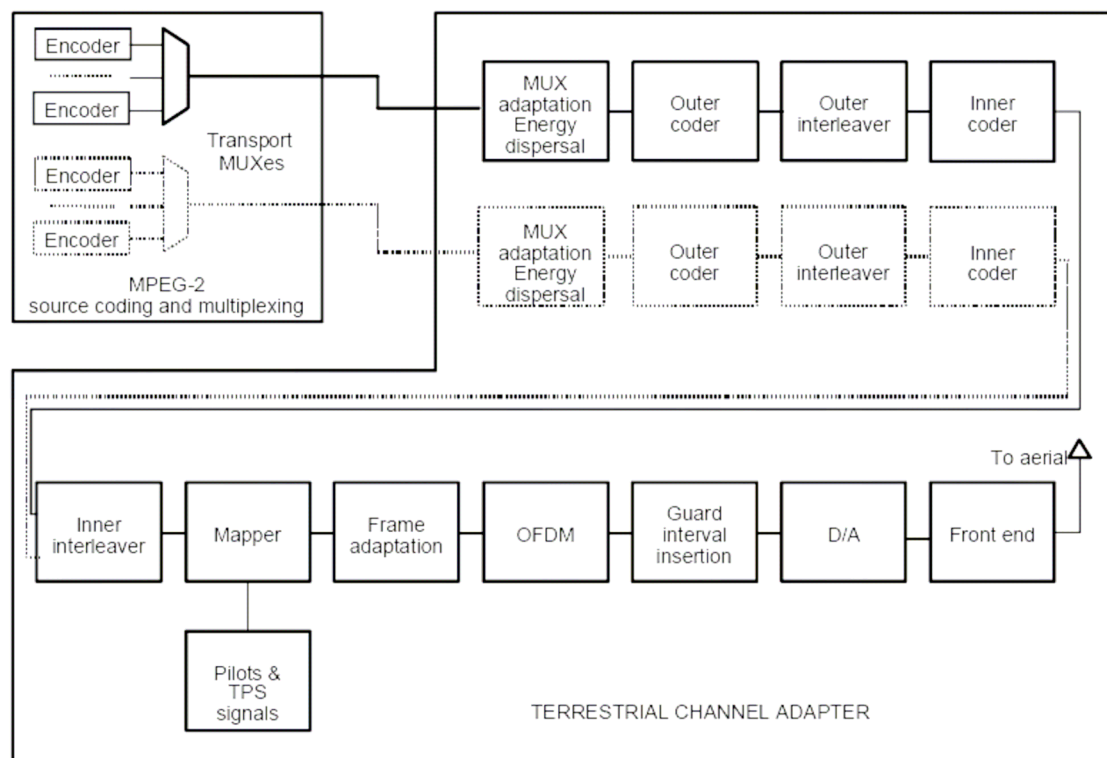 Encoder
Encoder
Transport
MUXes
Encoder
Encoder
MPEG-2
source coding and multiplexing
MUX
adaptation
Energy
dispersal
Outer
coder
Outer
interleaver
Inner
coder
MUX
adaptation
Energy
dispersal
Outer
coder
Outer
interleaver
Inner
coder
To aerial
Inner
interleaver
Mapper
Frame
adaptation
OFDM
Guard
interval
insertion
D/A
Front end
Pilots &
TPS
signals
TERRESTRIAL CHANNEL ADAPTER